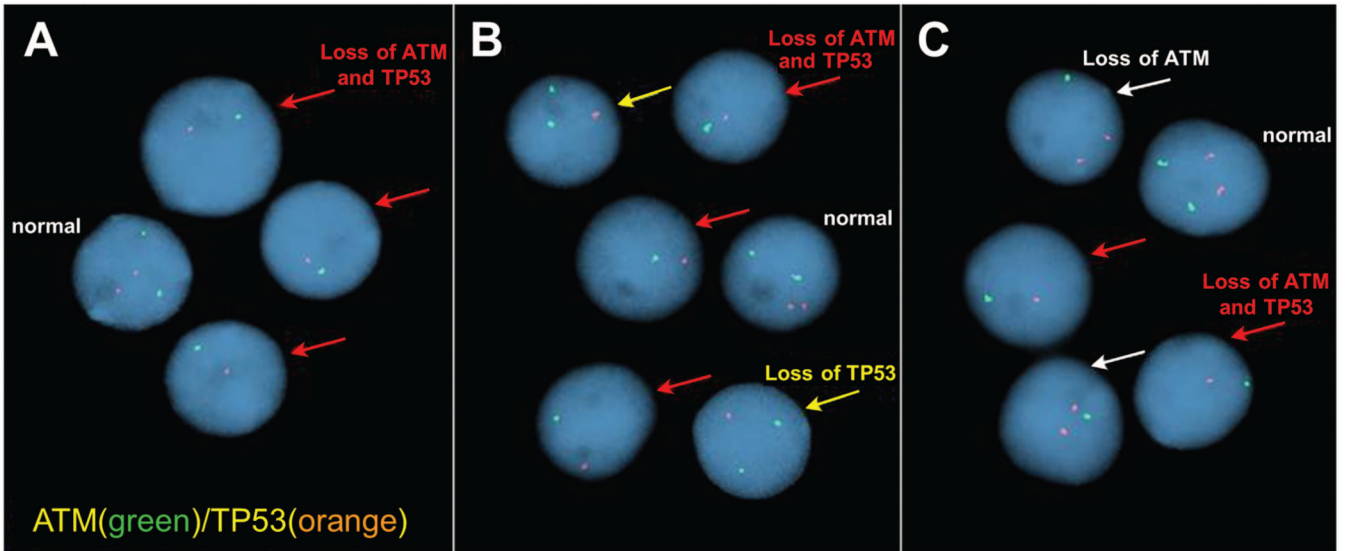 A
Loss of ATM
and TP53
normal
ATM(green)/TP53(orange)
B
Loss of ATM
and TP53
normal
Loss of TP53
C
Loss of ATM
normal
Loss of ATM
and TP53